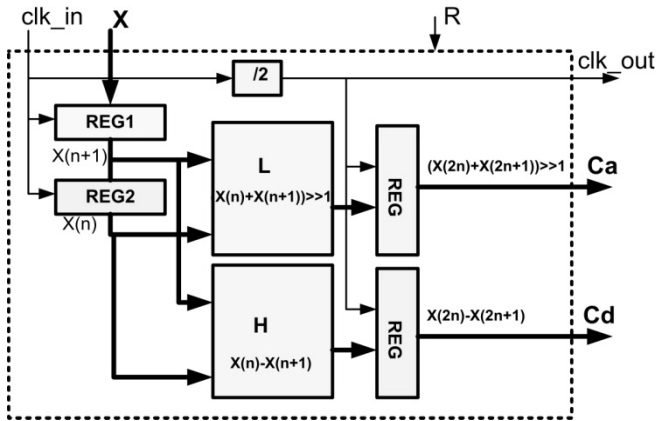 clk_in
X
R
clk_out
/2
REG1
X(n+1)
REG2
X(n)
L
X(n)+X(n+1))>>1
REG
(X(2n)+X(2n+1))>>1
Ca
H
X(n)-X(n+1)
REG
X(2n)-X(2n+1)
Cd